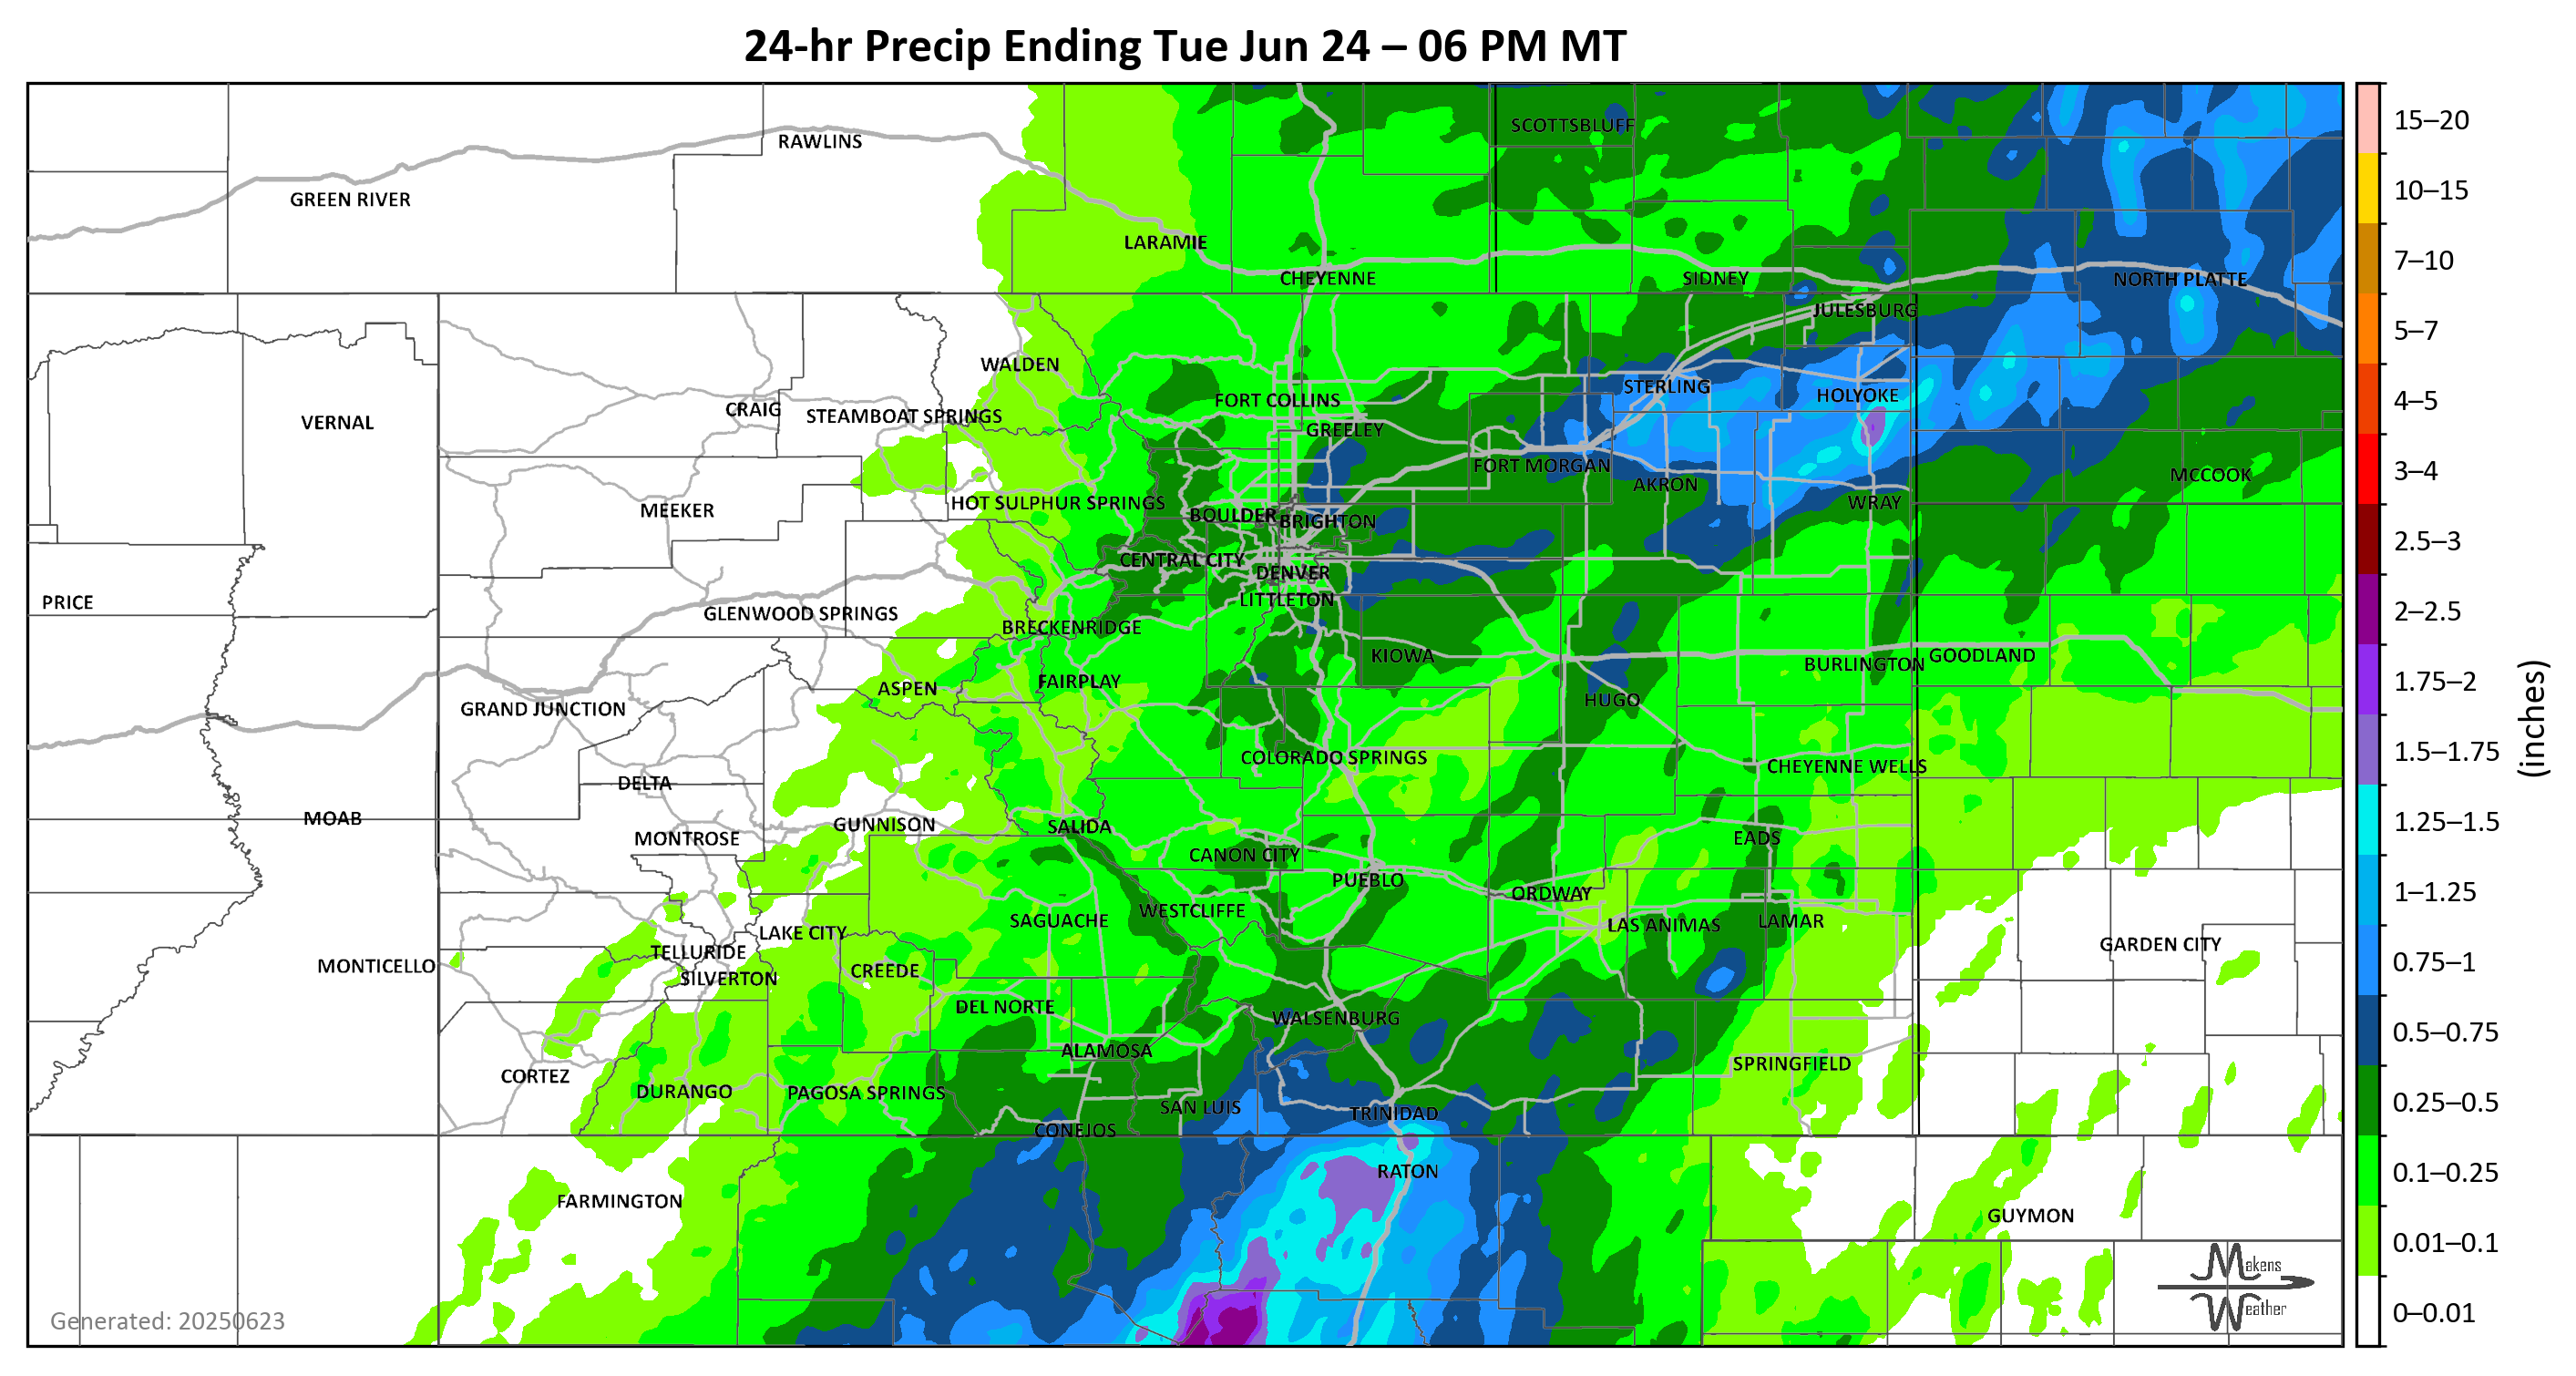 24-hr Precip Ending Tue Jun 24 – 06 PM MT
SCOTTSBLUFF
RAWLINS
GREEN RIVER
LARAMIE
CHEYENNE
SIDNEY
NORTH PLATTE
JULESBURG
WALDEN
STERLING
HOLYOKE
FORT COLLINS
CRAIG
STEAMBOAT SPRINGS
VERNAL
GREELEY
FORT MORGAN
MCCOOK
AKRON
HOT SULPHUR SPRINGS
WRAY
MEEKER
BOULDER
BRIGHTON
CENTRAL CITY
DENVER
LITTLETON
PRICE
GLENWOOD SPRINGS
BRECKENRIDGE
KIOWA
GOODLAND
BURLINGTON
FAIRPLAY
ASPEN
HUGO
GRAND JUNCTION
COLORADO SPRINGS
CHEYENNE WELLS
DELTA
MOAB
GUNNISON
SALIDA
MONTROSE
EADS
CANON CITY
PUEBLO
ORDWAY
WESTCLIFFE
SAGUACHE
LAS ANIMAS
LAMAR
LAKE CITY
GARDEN CITY
TELLURIDE
MONTICELLO
CREEDE
SILVERTON
DEL NORTE
WALSENBURG
ALAMOSA
SPRINGFIELD
CORTEZ
DURANGO
PAGOSA SPRINGS
SAN LUIS
TRINIDAD
CONEJOS
RATON
FARMINGTON
GUYMON
Makens
Weather
Generated: 20250623
15–20
10–15
7–10
5–7
4–5
3–4
2.5–3
2–2.5
1.75–2
1.5–1.75
1.25–1.5
1–1.25
0.75–1
0.5–0.75
0.25–0.5
0.1–0.25
0.01–0.1
0–0.01
(inches)